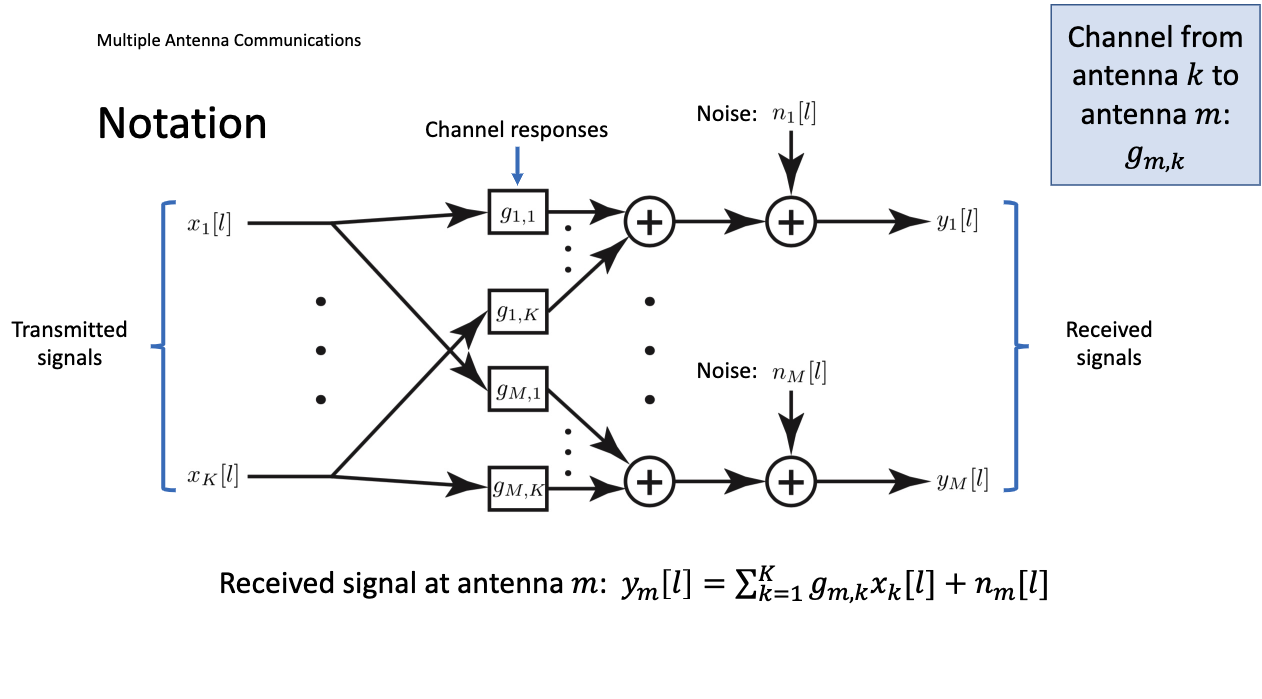 Multiple Antenna Communications
Channel from
antenna k to
antenna m:
g_{m,k}
Notation
Channel responses
Noise: n_1[l]
x_1[l]
g_{1,1}
y_1[l]
g_{1,K}
Transmitted
signals
Received
signals
Noise: n_M[l]
g_{M,1}
x_K[l]
g_{M,K}
y_M[l]
Received signal at antenna m: y_m[l] = ∑_{k=1}^{K} g_{m,k}x_k[l] + n_m[l]